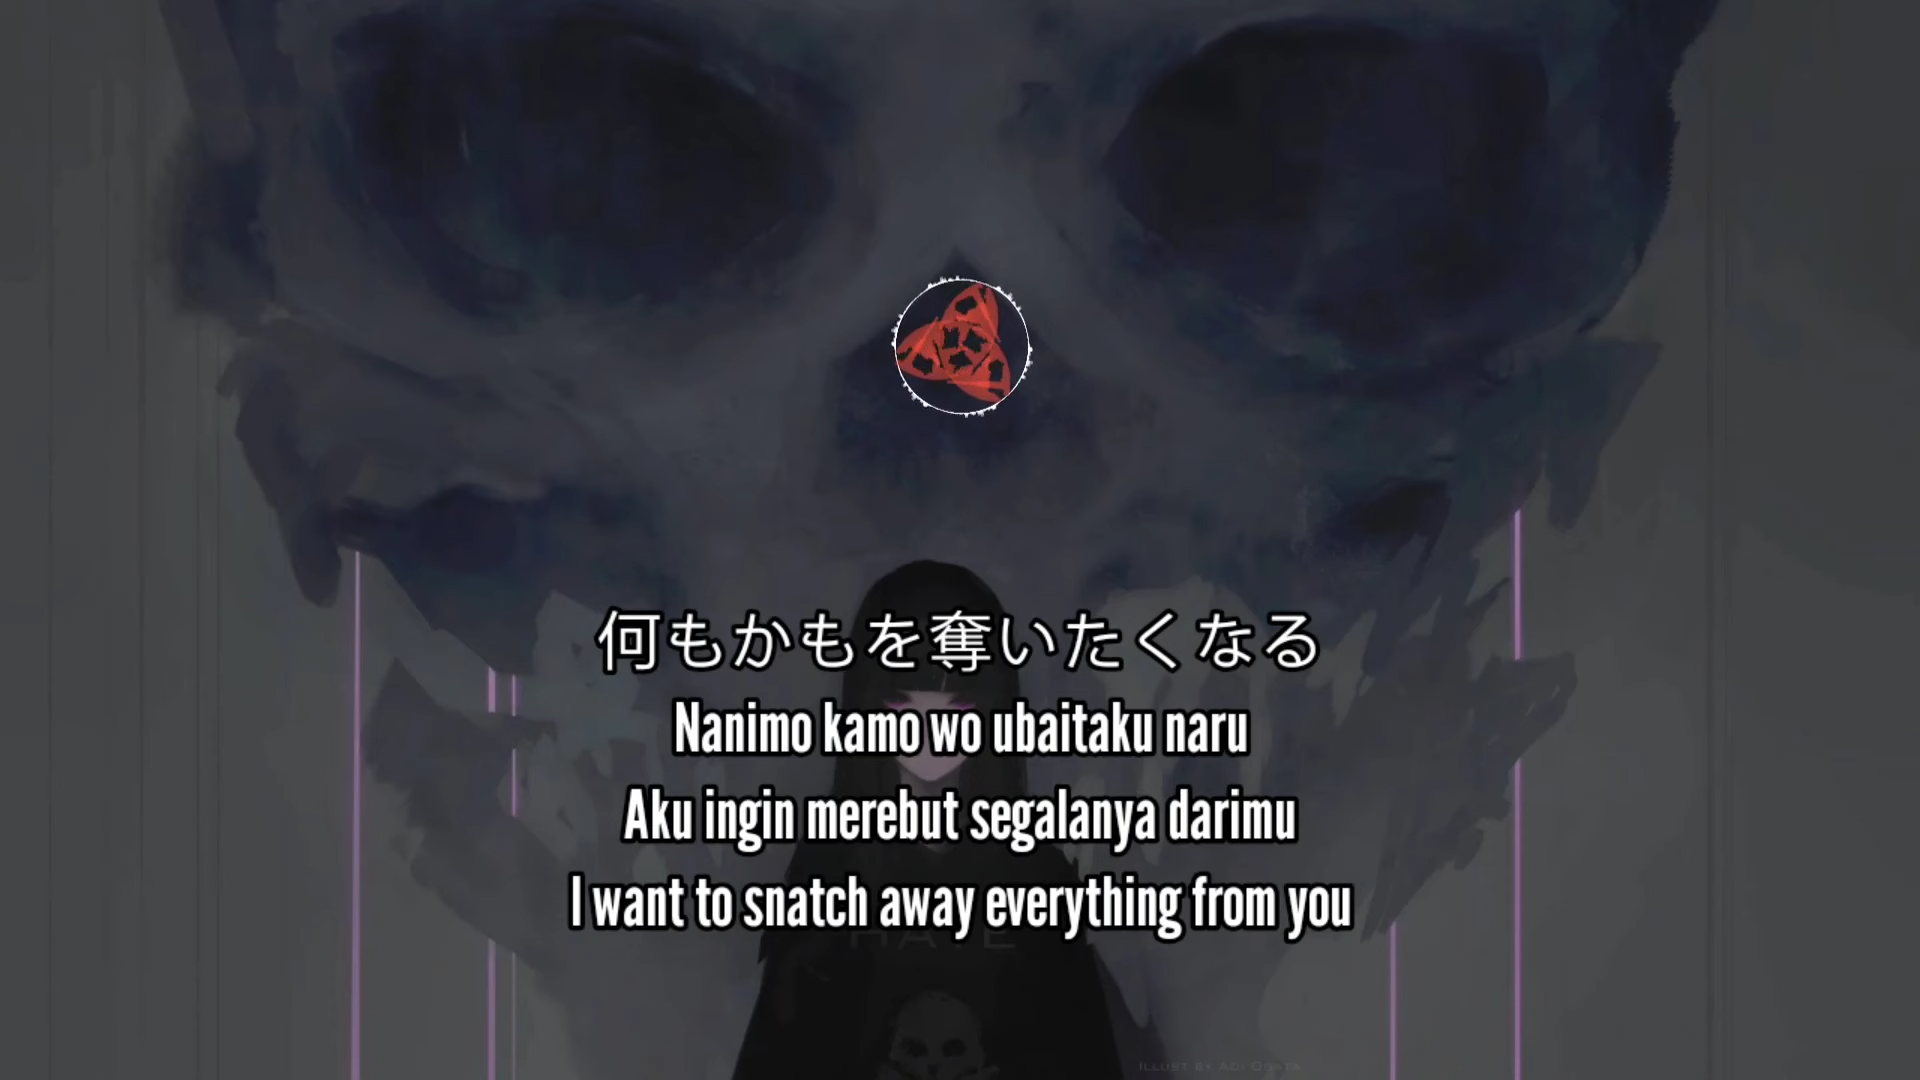 何もかもを奪いたくなる
Nanimo kamo wo ubaitaku naru
Aku ingin merebut segalanya darimu
I want to snatch away everything from you
HATE